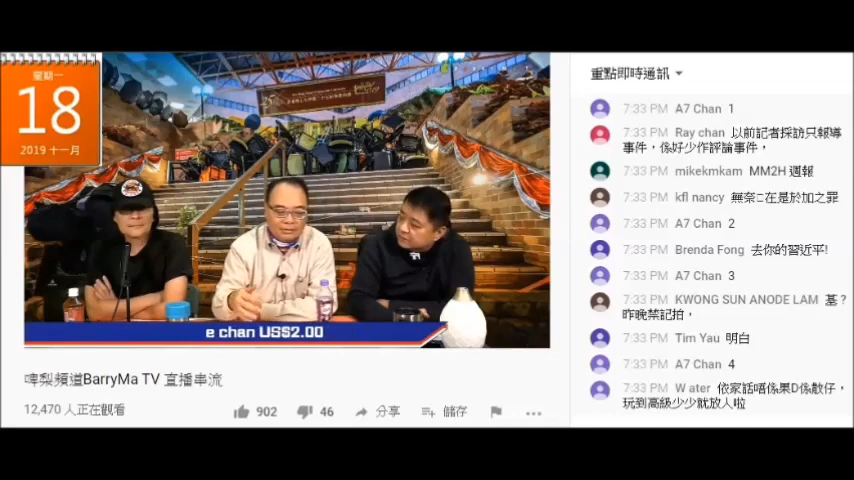 星期一
18
2019 十一月
e chan US$2.00
啤梨頻道BarryMa TV 直播串流
12,470 人正在觀看
902
46
分享
儲存
重點即時通訊
7:33 PM A7 Chan 1
7:33 PM Ray chan 以前記者採訪只報導
事件，係好少作評論事件，
7:33 PM mikekmkam MM2H 週報
7:33 PM kfl nancy 無奈□在是於加之罪
7:33 PM A7 Chan 2
7:33 PM Brenda Fong 去你的習近平!
7:33 PM A7 Chan 3
7:33 PM KWONG SUN ANODE LAM 墓？
昨晚禁記拍，
7:33 PM Tim Yau 明白
7:33 PM A7 Chan 4
7:33 PM W ater 依家話唔係果D係散仔，
玩到高級少少就放人啦